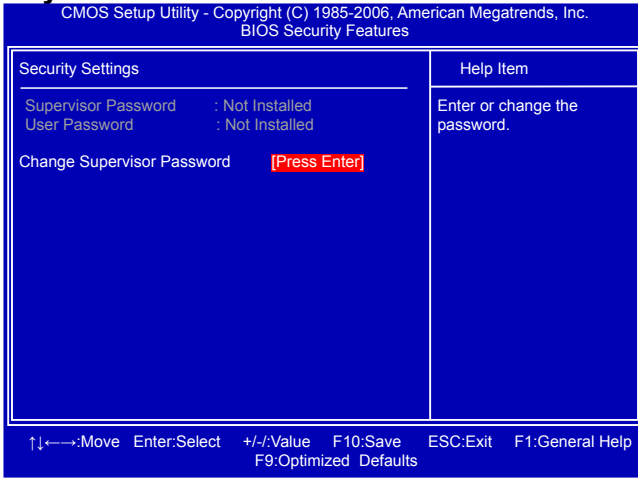 CMOS Setup Utility - Copyright (C) 1985-2006, American Megatrends, Inc.
BIOS Security Features
Security Settings
Help Item
Supervisor Password : Not Installed
User Password : Not Installed
Change Supervisor Password [Press Enter]
Enter or change the
password.
↑↓←→:Move Enter:Select +/-/:Value F10:Save ESC:Exit F1:General Help
F9:Optimized Defaults